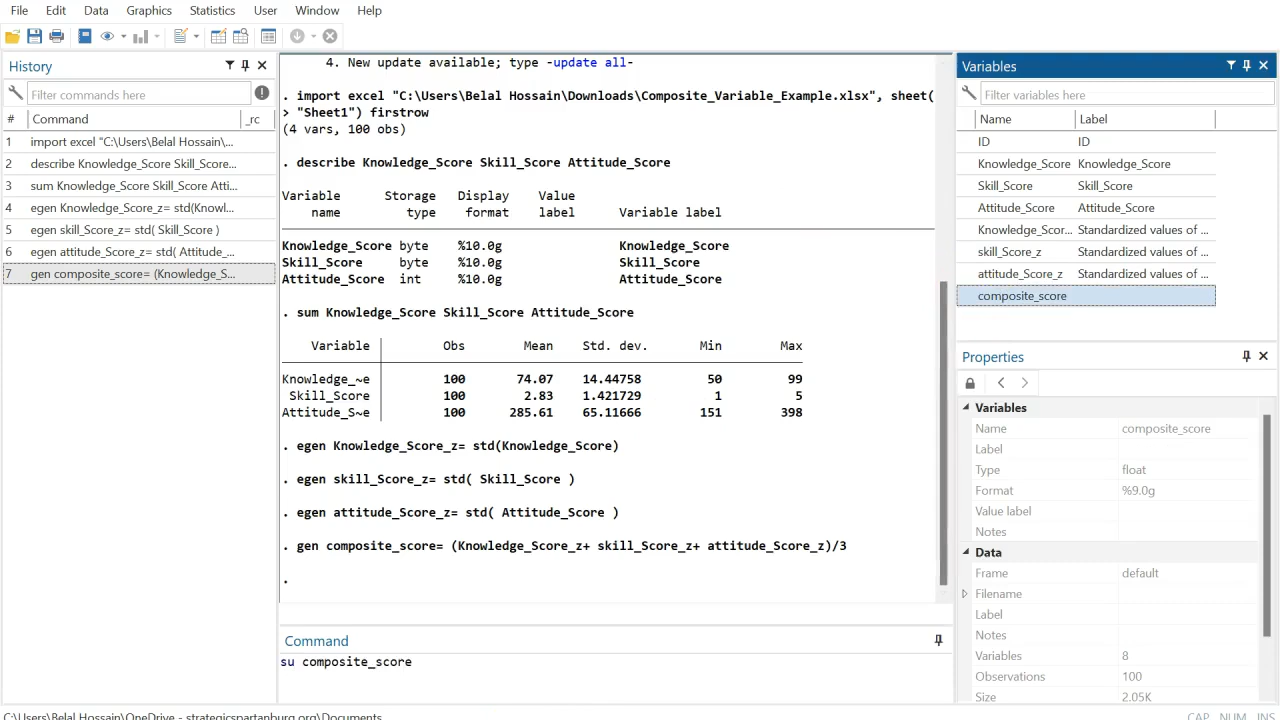 File Edit Data Graphics Statistics User Window Help
History
Filter commands here
# Command _rc
1 import excel "C:\Users\Belal Hossain\...
2 describe Knowledge_Score Skill_Score...
3 sum Knowledge_Score Skill_Score Atti...
4 egen Knowledge_Score_z= std(Knowl...
5 egen skill_Score_z= std( Skill_Score )
6 egen attitude_Score_z= std( Attitude_...
7 gen composite_score= (Knowledge_S...
4. New update available; type -update all-
. import excel "C:\Users\Belal Hossain\Downloads\Composite_Variable_Example.xlsx", sheet(
> "Sheet1") firstrow
(4 vars, 100 obs)
. describe Knowledge_Score Skill_Score Attitude_Score
Variable Storage Display Value
name type format label Variable label
Knowledge_Score byte %10.0g Knowledge_Score
Skill_Score byte %10.0g Skill_Score
Attitude_Score int %10.0g Attitude_Score
. sum Knowledge_Score Skill_Score Attitude_Score
Variable Obs Mean Std. dev. Min Max
Knowledge_~e 100 74.07 14.44758 50 99
Skill_Score 100 2.83 1.421729 1 5
Attitude_S~e 100 285.61 65.11666 151 398
. egen Knowledge_Score_z= std(Knowledge_Score)
. egen skill_Score_z= std( Skill_Score )
. egen attitude_Score_z= std( Attitude_Score )
. gen composite_score= (Knowledge_Score_z+ skill_Score_z+ attitude_Score_z)/3
.
Command
su composite_score
Variables
Filter variables here
Name Label
ID ID
Knowledge_Score Knowledge_Score
Skill_Score Skill_Score
Attitude_Score Attitude_Score
Knowledge_Scor... Standardized values of ...
skill_Score_z Standardized values of ...
attitude_Score_z Standardized values of ...
composite_score
Properties
Variables
Name composite_score
Label
Type float
Format %9.0g
Value label
Notes
Data
Frame default
Filename
Label
Notes
Variables 8
Observations 100
Size 2.05K
C:\Users\Belal Hossain\OneDrive - strategicspartanburg.org\Documents
CAP NUM INS